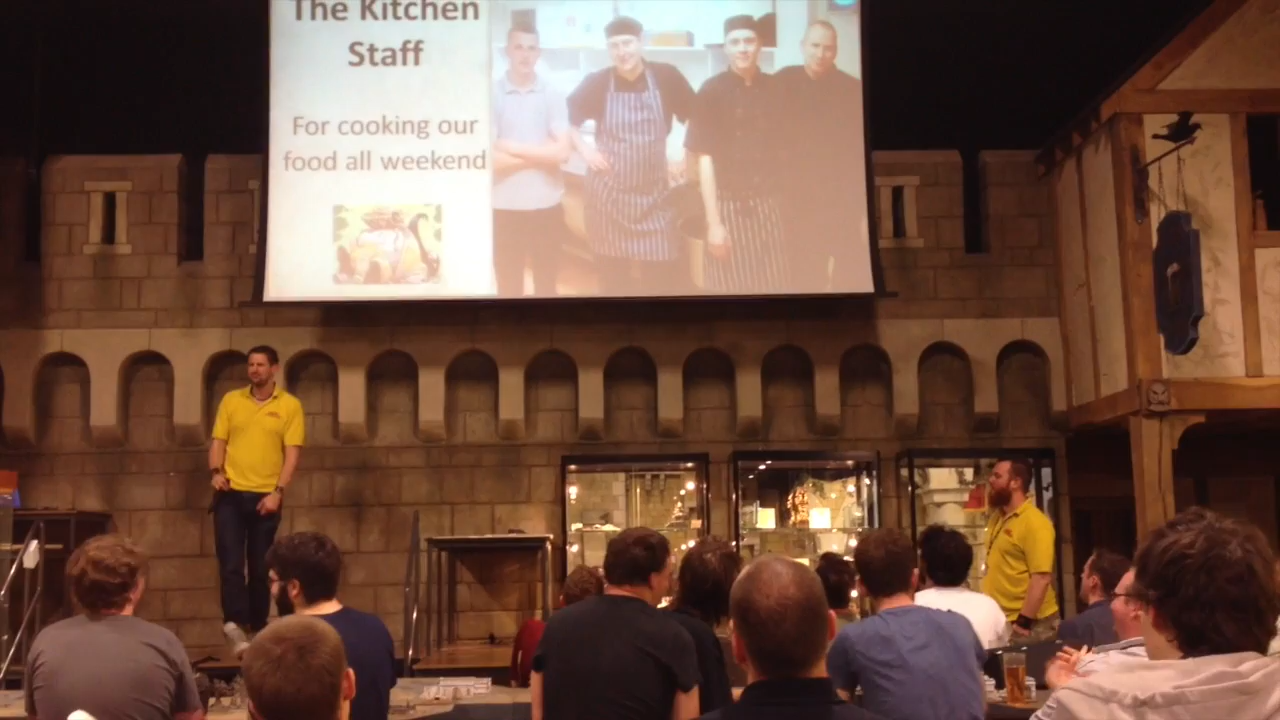 The Kitchen
Staff
For cooking our
food all weekend